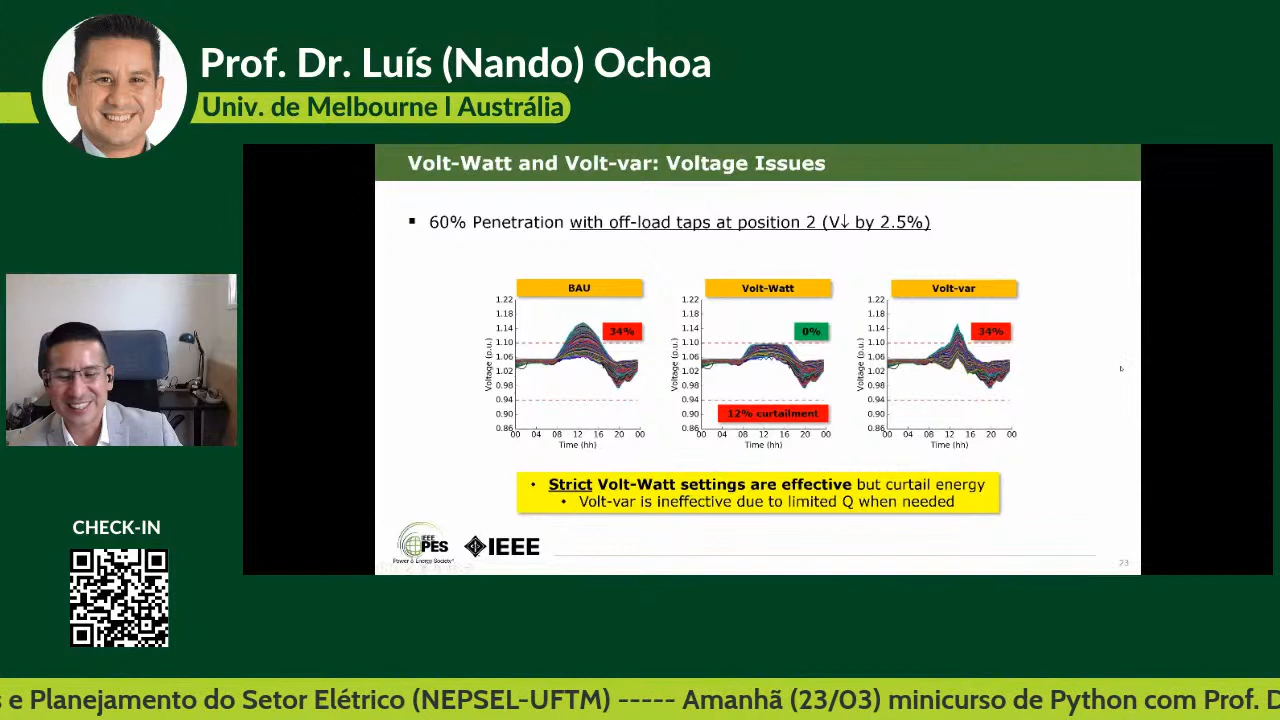 Prof. Dr. Luís (Nando) Ochoa
Univ. de Melbourne l Austrália
Volt-Watt and Volt-var: Voltage Issues
▪ 60% Penetration with off-load taps at position 2 (V↓ by 2.5%)
BAU
Volt-Watt
Volt-var
1.22
1.18
1.14
1.10
1.06
1.02
0.98
0.94
0.90
0.86
Voltage (p.u.)
34%
00 04 08 12 16 20 00
Time (hh)
1.22
1.18
1.14
1.10
1.06
1.02
0.98
0.94
0.90
0.86
Voltage (p.u.)
0%
12% curtailment
00 04 08 12 16 20 00
Time (hh)
1.22
1.18
1.14
1.10
1.06
1.02
0.98
0.94
0.90
0.86
Voltage (p.u.)
34%
00 04 08 12 16 20 00
Time (hh)
• Strict Volt-Watt settings are effective but curtail energy
• Volt-var is ineffective due to limited Q when needed
IEEE
PES
Power & Energy Society
IEEE
23
CHECK-IN
s e Planejamento do Setor Elétrico (NEPSEL-UFTM) ----- Amanhã (23/03) minicurso de Python com Prof. D